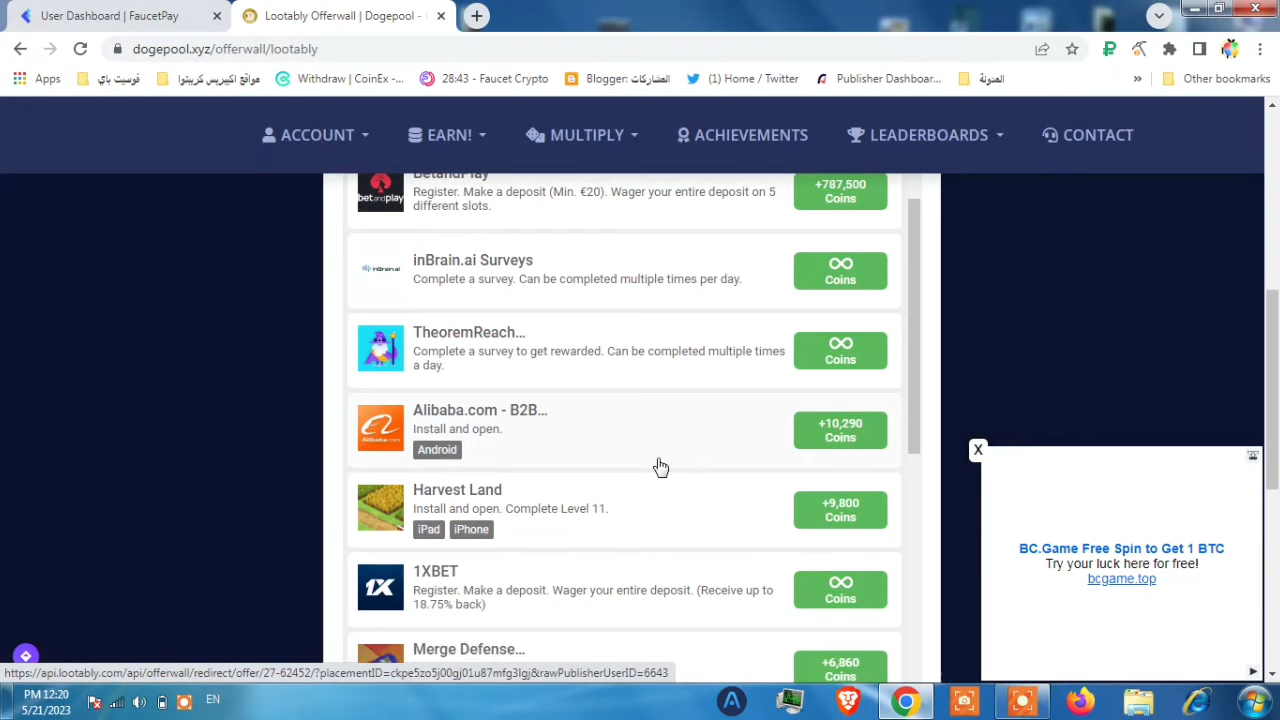 User Dashboard | FaucetPay
Lootably Offerwall | Dogepool -
dogepool.xyz/offerwall/lootably
Apps
فوسيت باي
مواقع اكبيريس كريبتوا
Withdraw | CoinEx -...
28:43 - Faucet Crypto
Blogger: المشاركات
(1) Home / Twitter
Publisher Dashboar...
المدونة
»
Other bookmarks
ACCOUNT
EARN!
MULTIPLY
ACHIEVEMENTS
LEADERBOARDS
CONTACT
BetandPlay
Register. Make a deposit (Min. €20). Wager your entire deposit on 5
different slots.
betandplay
+787,500
Coins
inBrain.ai Surveys
Complete a survey. Can be completed multiple times per day.
inBrain.ai
∞
Coins
TheoremReach...
Complete a survey to get rewarded. Can be completed multiple times
a day.
∞
Coins
Alibaba.com - B2B...
Install and open.
Android
Alibaba.com
+10,290
Coins
Harvest Land
Install and open. Complete Level 11.
iPad iPhone
+9,800
Coins
1XBET
Register. Make a deposit. Wager your entire deposit. (Receive up to
18.75% back)
1X
∞
Coins
Merge Defense...
+6,860
Coins
X
BC.Game Free Spin to Get 1 BTC
Try your luck here for free!
bcgame.top
https://api.lootably.com/api/offerwall/redirect/offer/27-62452/?placementID=ckpe5zo5j00gj01u87mfg3lgj&rawPublisherUserID=6643
PM 12:20
5/21/2023
EN